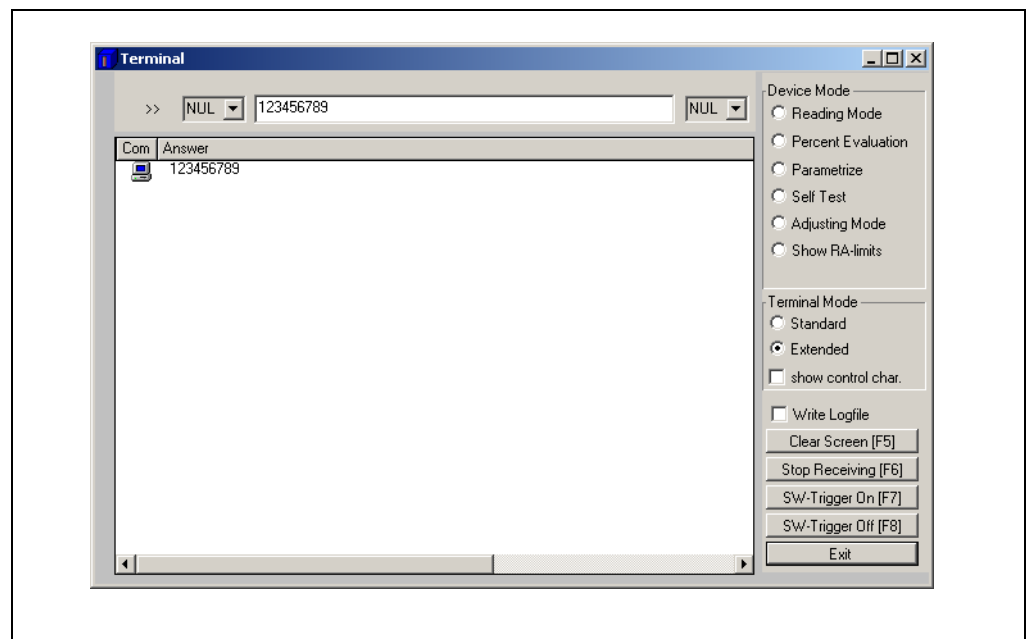 Terminal
>> NUL 123456789 NUL
Com Answer
123456789
Device Mode
Reading Mode
Percent Evaluation
Parametrize
Self Test
Adjusting Mode
Show RA-limits
Terminal Mode
Standard
Extended
show control char.
Write Logfile
Clear Screen [F5]
Stop Receiving [F6]
SW-Trigger On [F7]
SW-Trigger Off [F8]
Exit